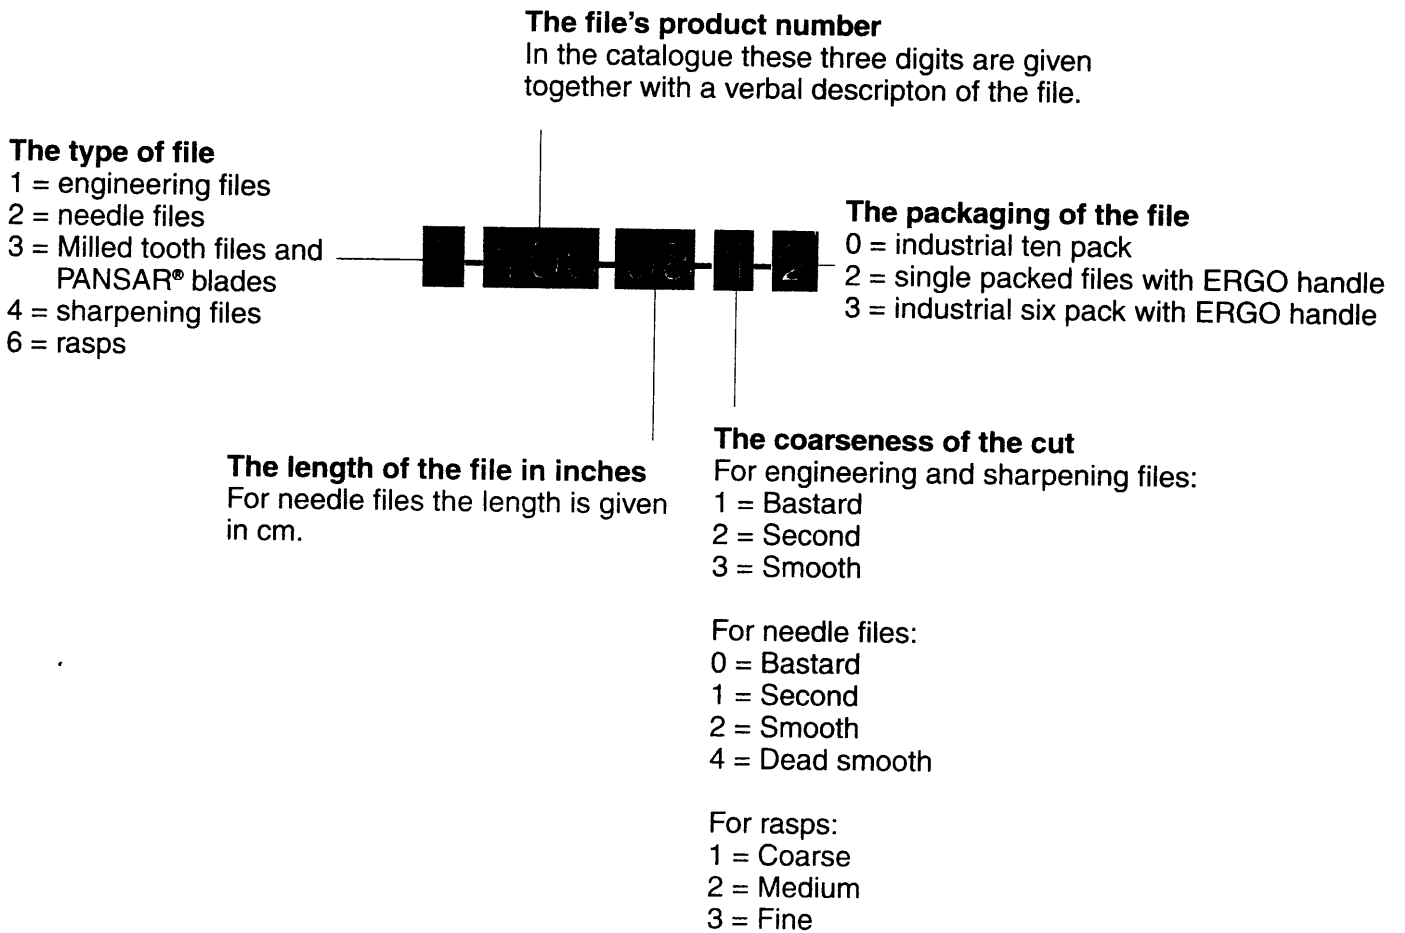 The file's product number
In the catalogue these three digits are given
together with a verbal descripton of the file.
The type of file
1 = engineering files
2 = needle files
3 = Milled tooth files and
PANSAR® blades
4 = sharpening files
6 = rasps
2
The packaging of the file
0 = industrial ten pack
2 = single packed files with ERGO handle
3 = industrial six pack with ERGO handle
The length of the file in inches
For needle files the length is given
in cm.
The coarseness of the cut
For engineering and sharpening files:
1 = Bastard
2 = Second
3 = Smooth
For needle files:
0 = Bastard
1 = Second
2 = Smooth
4 = Dead smooth
For rasps:
1 = Coarse
2 = Medium
3 = Fine